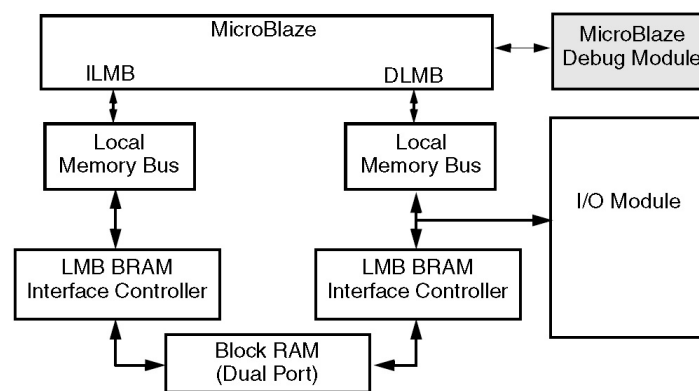 MicroBlaze
ILMB
DLMB
MicroBlaze
Debug Module
Local
Memory Bus
Local
Memory Bus
I/O Module
LMB BRAM
Interface Controller
LMB BRAM
Interface Controller
Block RAM
(Dual Port)